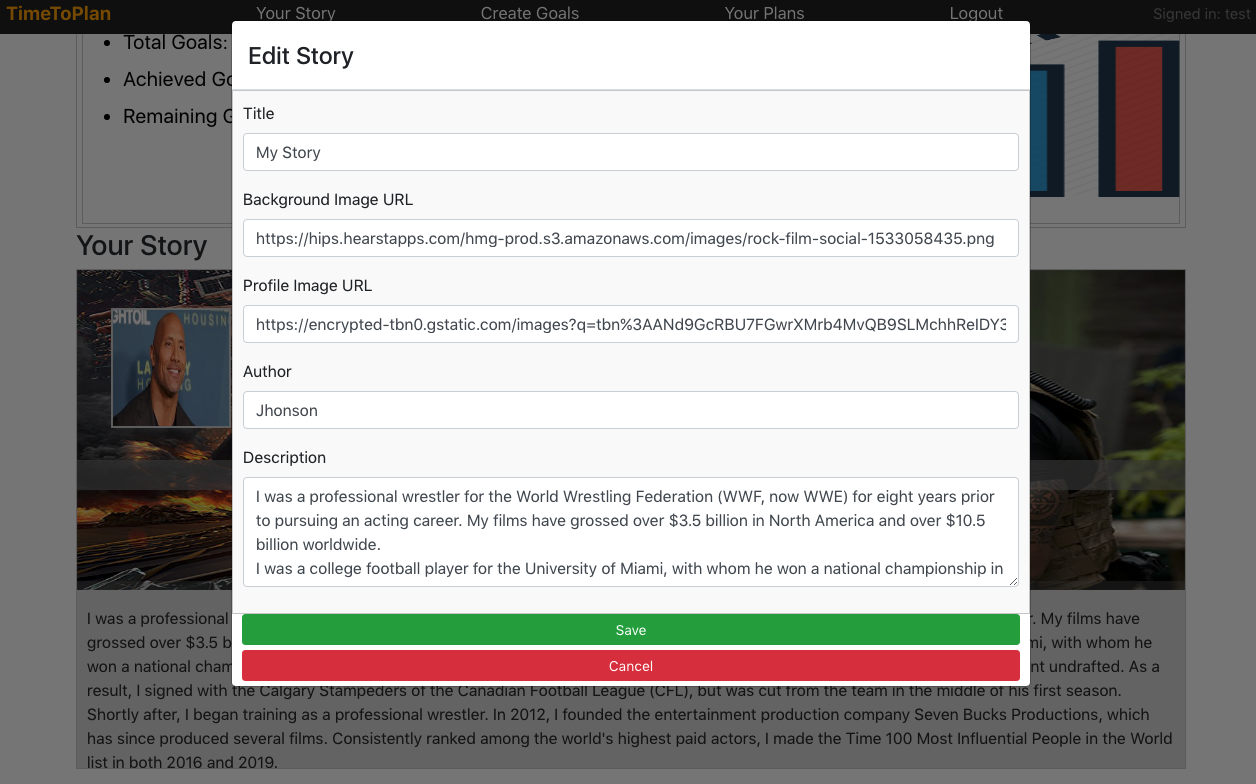 TimeToPlan Your Story Create Goals Your Plans Logout Signed in: test
Total Goals:
Achieved Go
Remaining G
Edit Story
Title
My Story
Background Image URL
https://hips.hearstapps.com/hmg-prod.s3.amazonaws.com/images/rock-film-social-1533058435.png
Profile Image URL
https://encrypted-tbn0.gstatic.com/images?q=tbn%3AANd9GcRBU7FGwrXMrb4MvQB9SLMchhReIDY3
Author
Jhonson
Description
I was a professional wrestler for the World Wrestling Federation (WWF, now WWE) for eight years prior
to pursuing an acting career. My films have grossed over $3.5 billion in North America and over $10.5
billion worldwide.
I was a college football player for the University of Miami, with whom he won a national championship in
Save
Cancel
Your Story
GHTOIL HOUSIN
I was a professional r. My films have
grossed over $3.5 b mi, with whom he
won a national cham nt undrafted. As a
result, I signed with the Calgary Stampeders of the Canadian Football League (CFL), but was cut from the team in the middle of his first season.
Shortly after, I began training as a professional wrestler. In 2012, I founded the entertainment production company Seven Bucks Productions, which
has since produced several films. Consistently ranked among the world's highest paid actors, I made the Time 100 Most Influential People in the World
list in both 2016 and 2019.